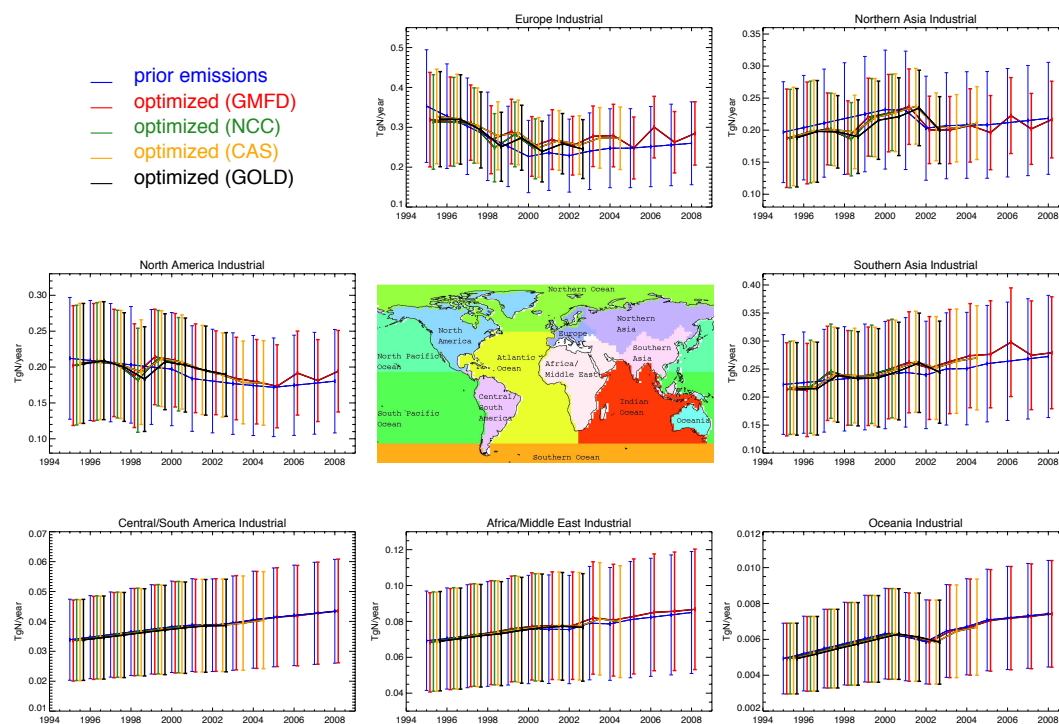 prior emissions
optimized (GMFD)
optimized (NCC)
optimized (CAS)
optimized (GOLD)
Europe Industrial
TgN/year
0.5
0.4
0.3
0.2
0.1
1994 1996 1998 2000 2002 2004 2006 2008
Northern Asia Industrial
TgN/year
0.30
0.25
0.20
0.15
0.10
1994 1996 1998 2000 2002 2004 2006 2008
North America Industrial
TgN/year
0.30
0.25
0.20
0.15
0.10
1994 1996 1998 2000 2002 2004 2006 2008
Northern Ocean
North
America
Northern
Asia
Europe
Southern
Asia
North Pacific
Ocean
Atlantic
Ocean
Africa/
Middle East
Central/
South
America
South Pacific
Ocean
Indian
Ocean
Oceania
Southern Ocean
Southern Asia Industrial
TgN/year
0.40
0.35
0.30
0.25
0.20
0.15
0.10
1994 1996 1998 2000 2002 2004 2006 2008
Central/South America Industrial
TgN/year
0.07
0.06
0.05
0.04
0.03
0.02
0.01
1994 1996 1998 2000 2002 2004 2006 2008
Africa/Middle East Industrial
TgN/year
0.12
0.10
0.08
0.06
0.04
1994 1996 1998 2000 2002 2004 2006 2008
Oceania Industrial
TgN/year
0.012
0.010
0.008
0.006
0.004
0.002
1994 1996 1998 2000 2002 2004 2006 2008